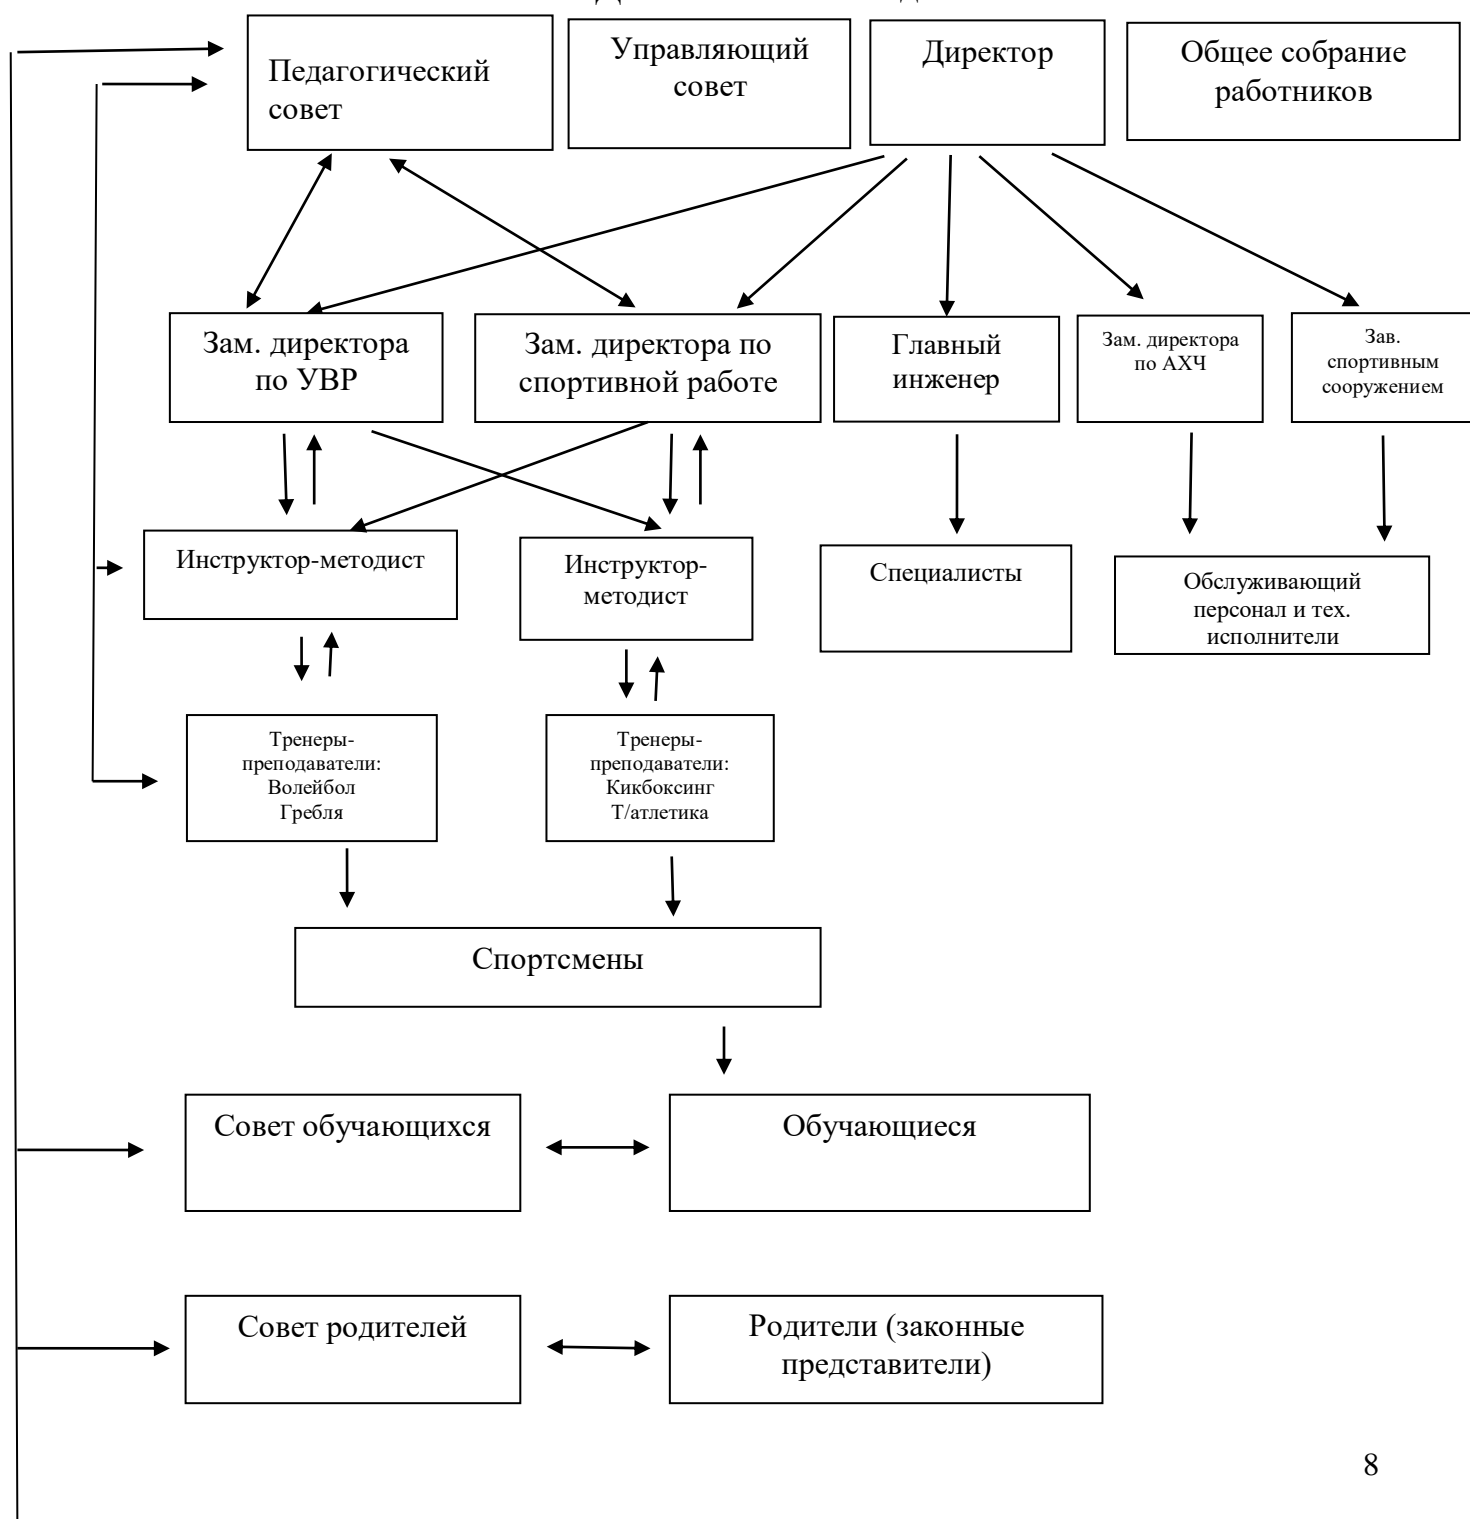 Педагогический
совет
Управляющий
совет
Директор
Общее собрание
работников
Зам. директора
по УВР
Зам. директора по
спортивной работе
Главный
инженер
Зам. директора
по АХЧ
Зав.
спортивным
сооружением
Инструктор-методист
Инструктор-
методист
Специалисты
Обслуживающий
персонал и тех.
исполнители
Тренеры-
преподаватели:
Волейбол
Гребля
Тренеры-
преподаватели:
Кикбоксинг
Т/атлетика
Спортсмены
Совет обучающихся
Обучающиеся
Совет родителей
Родители (законные
представители)
8